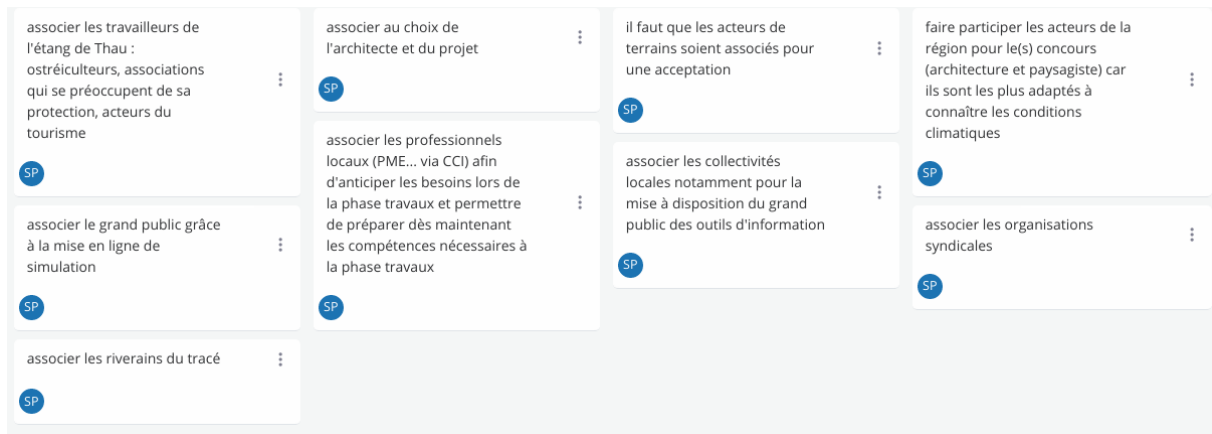 associer les travailleurs de
l'étang de Thau :
ostréiculteurs, associations
qui se préoccupent de sa
protection, acteurs du
tourisme
SP
associer le grand public grâce
à la mise en ligne de
simulation
SP
associer les riverains du tracé
SP
associer au choix de
l'architecte et du projet
SP
associer les professionnels
locaux (PME... via CCI) afin
d'anticiper les besoins lors de
la phase travaux et permettre
de préparer dès maintenant
les compétences nécessaires à
la phase travaux
SP
il faut que les acteurs de
terrains soient associés pour
une acceptation
SP
associer les collectivités
locales notamment pour la
mise à disposition du grand
public des outils d'information
SP
faire participer les acteurs de la
région pour le(s) concours
(architecture et paysagiste) car
ils sont les plus adaptés à
connaître les conditions
climatiques
SP
associer les organisations
syndicales
SP